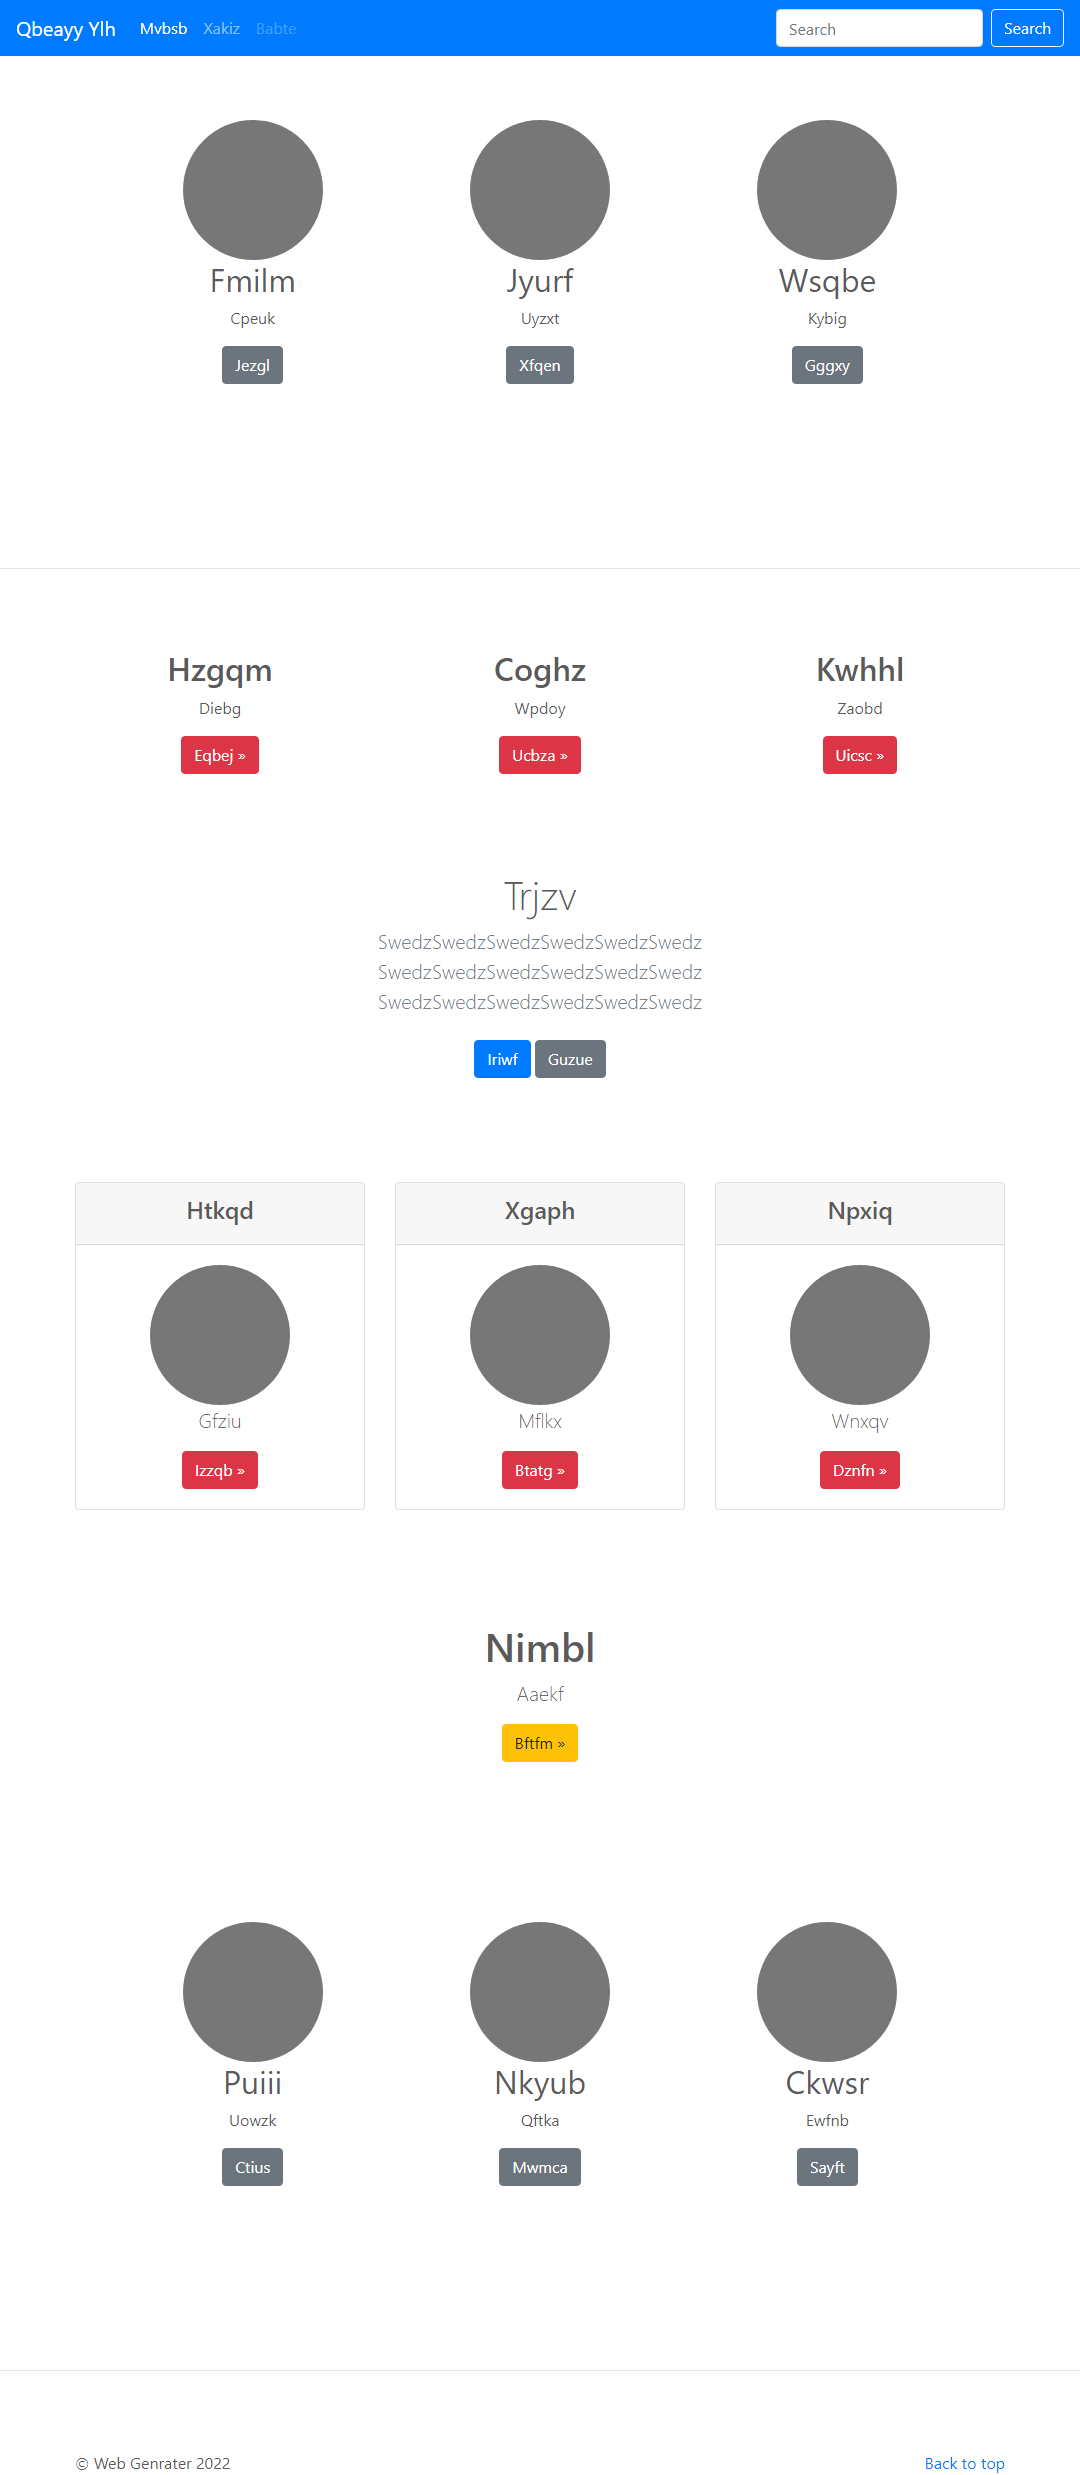 Qbeayy Ylh Mvbsb Xakiz Babte Search Search
Fmilm Jyurf Wsqbe
Cpeuk Uyzxt Kybig
Jezgl Xfqen Gggxy
Hzgqm Coghz Kwhhl
Diebg Wpdoy Zaobd
Eqbej » Ucbza » Uicsc »
Trjzv
SwedzSwedzSwedzSwedzSwedzSwedz
SwedzSwedzSwedzSwedzSwedzSwedz
SwedzSwedzSwedzSwedzSwedzSwedz
Iriwf Guzue
Htkqd Xgaph Npxiq
Gfziu Mflkx Wnxqv
Izzqb » Btatg » Dznfn »
Nimbl
Aaekf
Bftfm »
Puiii Nkyub Ckwsr
Uowzk Qftka Ewfnb
Ctius Mwmca Sayft
© Web Genrater 2022 Back to top